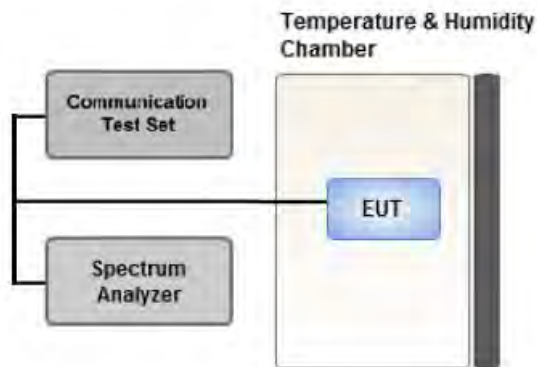 Temperature & Humidity
Chamber
Communication
Test Set
EUT
Spectrum
Analyzer